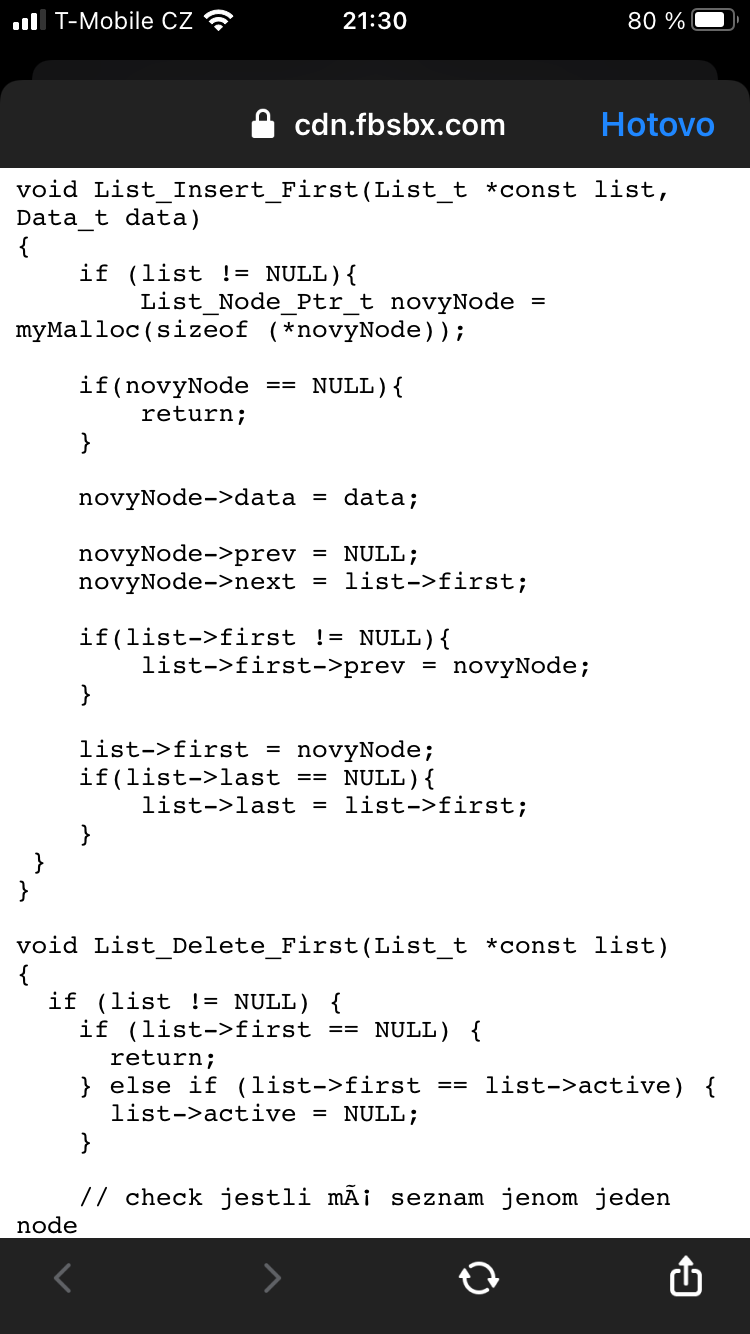 T-Mobile CZ 21:30 80 %
cdn.fbsbx.com Hotovo
void List_Insert_First(List_t *const list,
Data_t data)
{
    if (list != NULL){
        List_Node_Ptr_t novyNode =
myMalloc(sizeof (*novyNode));

    if(novyNode == NULL){
        return;
    }

    novyNode->data = data;

    novyNode->prev = NULL;
    novyNode->next = list->first;

    if(list->first != NULL){
        list->first->prev = novyNode;
    }

    list->first = novyNode;
    if(list->last == NULL){
        list->last = list->first;
    }
 }
}

void List_Delete_First(List_t *const list)
{
  if (list != NULL) {
    if (list->first == NULL) {
      return;
    } else if (list->first == list->active) {
      list->active = NULL;
    }

    // check jestli mÃ¡ seznam jenom jeden
node